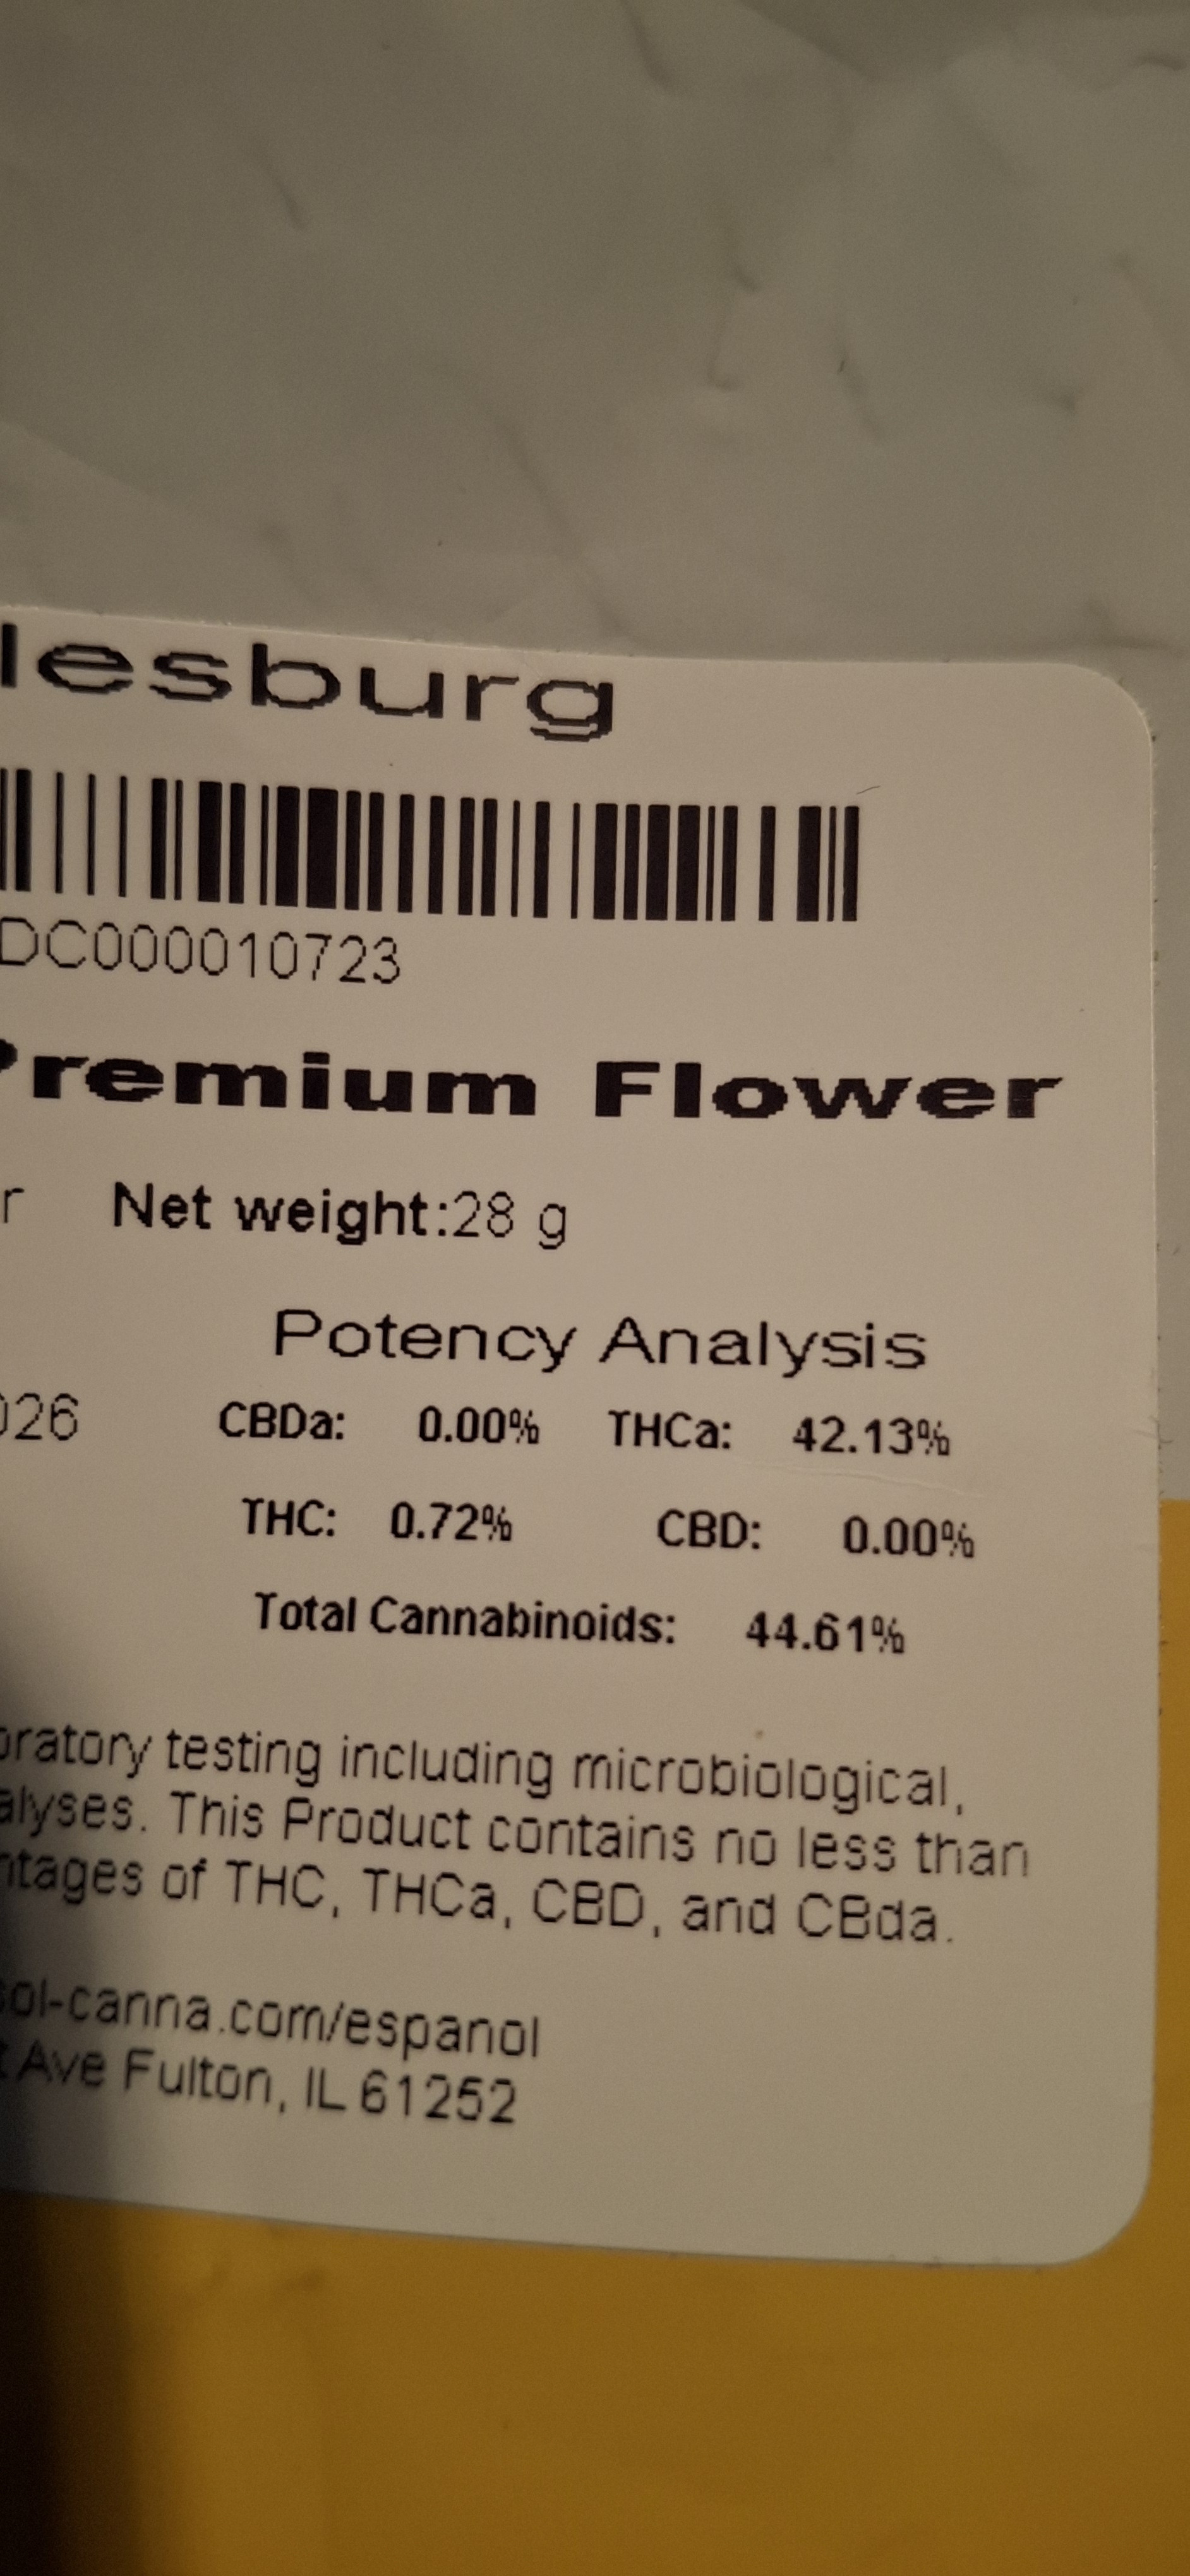 lesburg
DC000010723
Premium Flower
r Net weight:28 g
Potency Analysis
026 CBDa: 0.00% THCa: 42.13%
THC: 0.72% CBD: 0.00%
Total Cannabinoids: 44.61%
oratory testing including microbiological,
alyses. This Product contains no less than
ntages of THC, THCa, CBD, and CBda.
sol-canna.com/espanol
t Ave Fulton, IL 61252